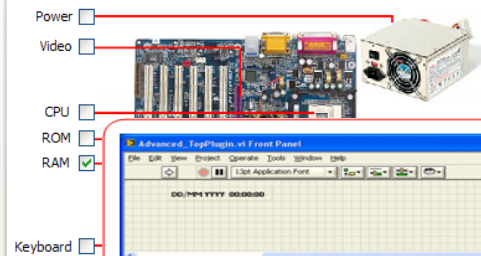 Power
Video
CPU
ROM
RAM
Advanced_TopPlugin.vi Front Panel
File Edit View Project Operate Tools Window Help
13pt Application Font
DD/MM YYYY 00:00:00
Keyboard